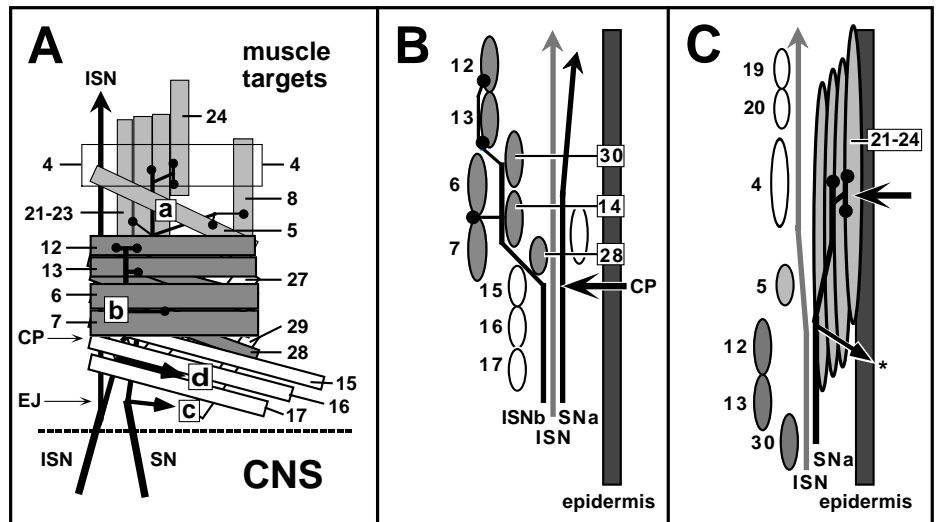 A
muscle
targets
ISN
24
4
4
8
21-23
a
5
12
13
27
6
b
7
29
CP
28
d
15
16
EJ
c
17
ISN
SN
CNS
B
12
13
30
6
14
7
28
15
CP
16
17
ISNb
SNa
ISN
epidermis
C
19
20
21-24
4
5
12
*
13
30
SNa
ISN
epidermis